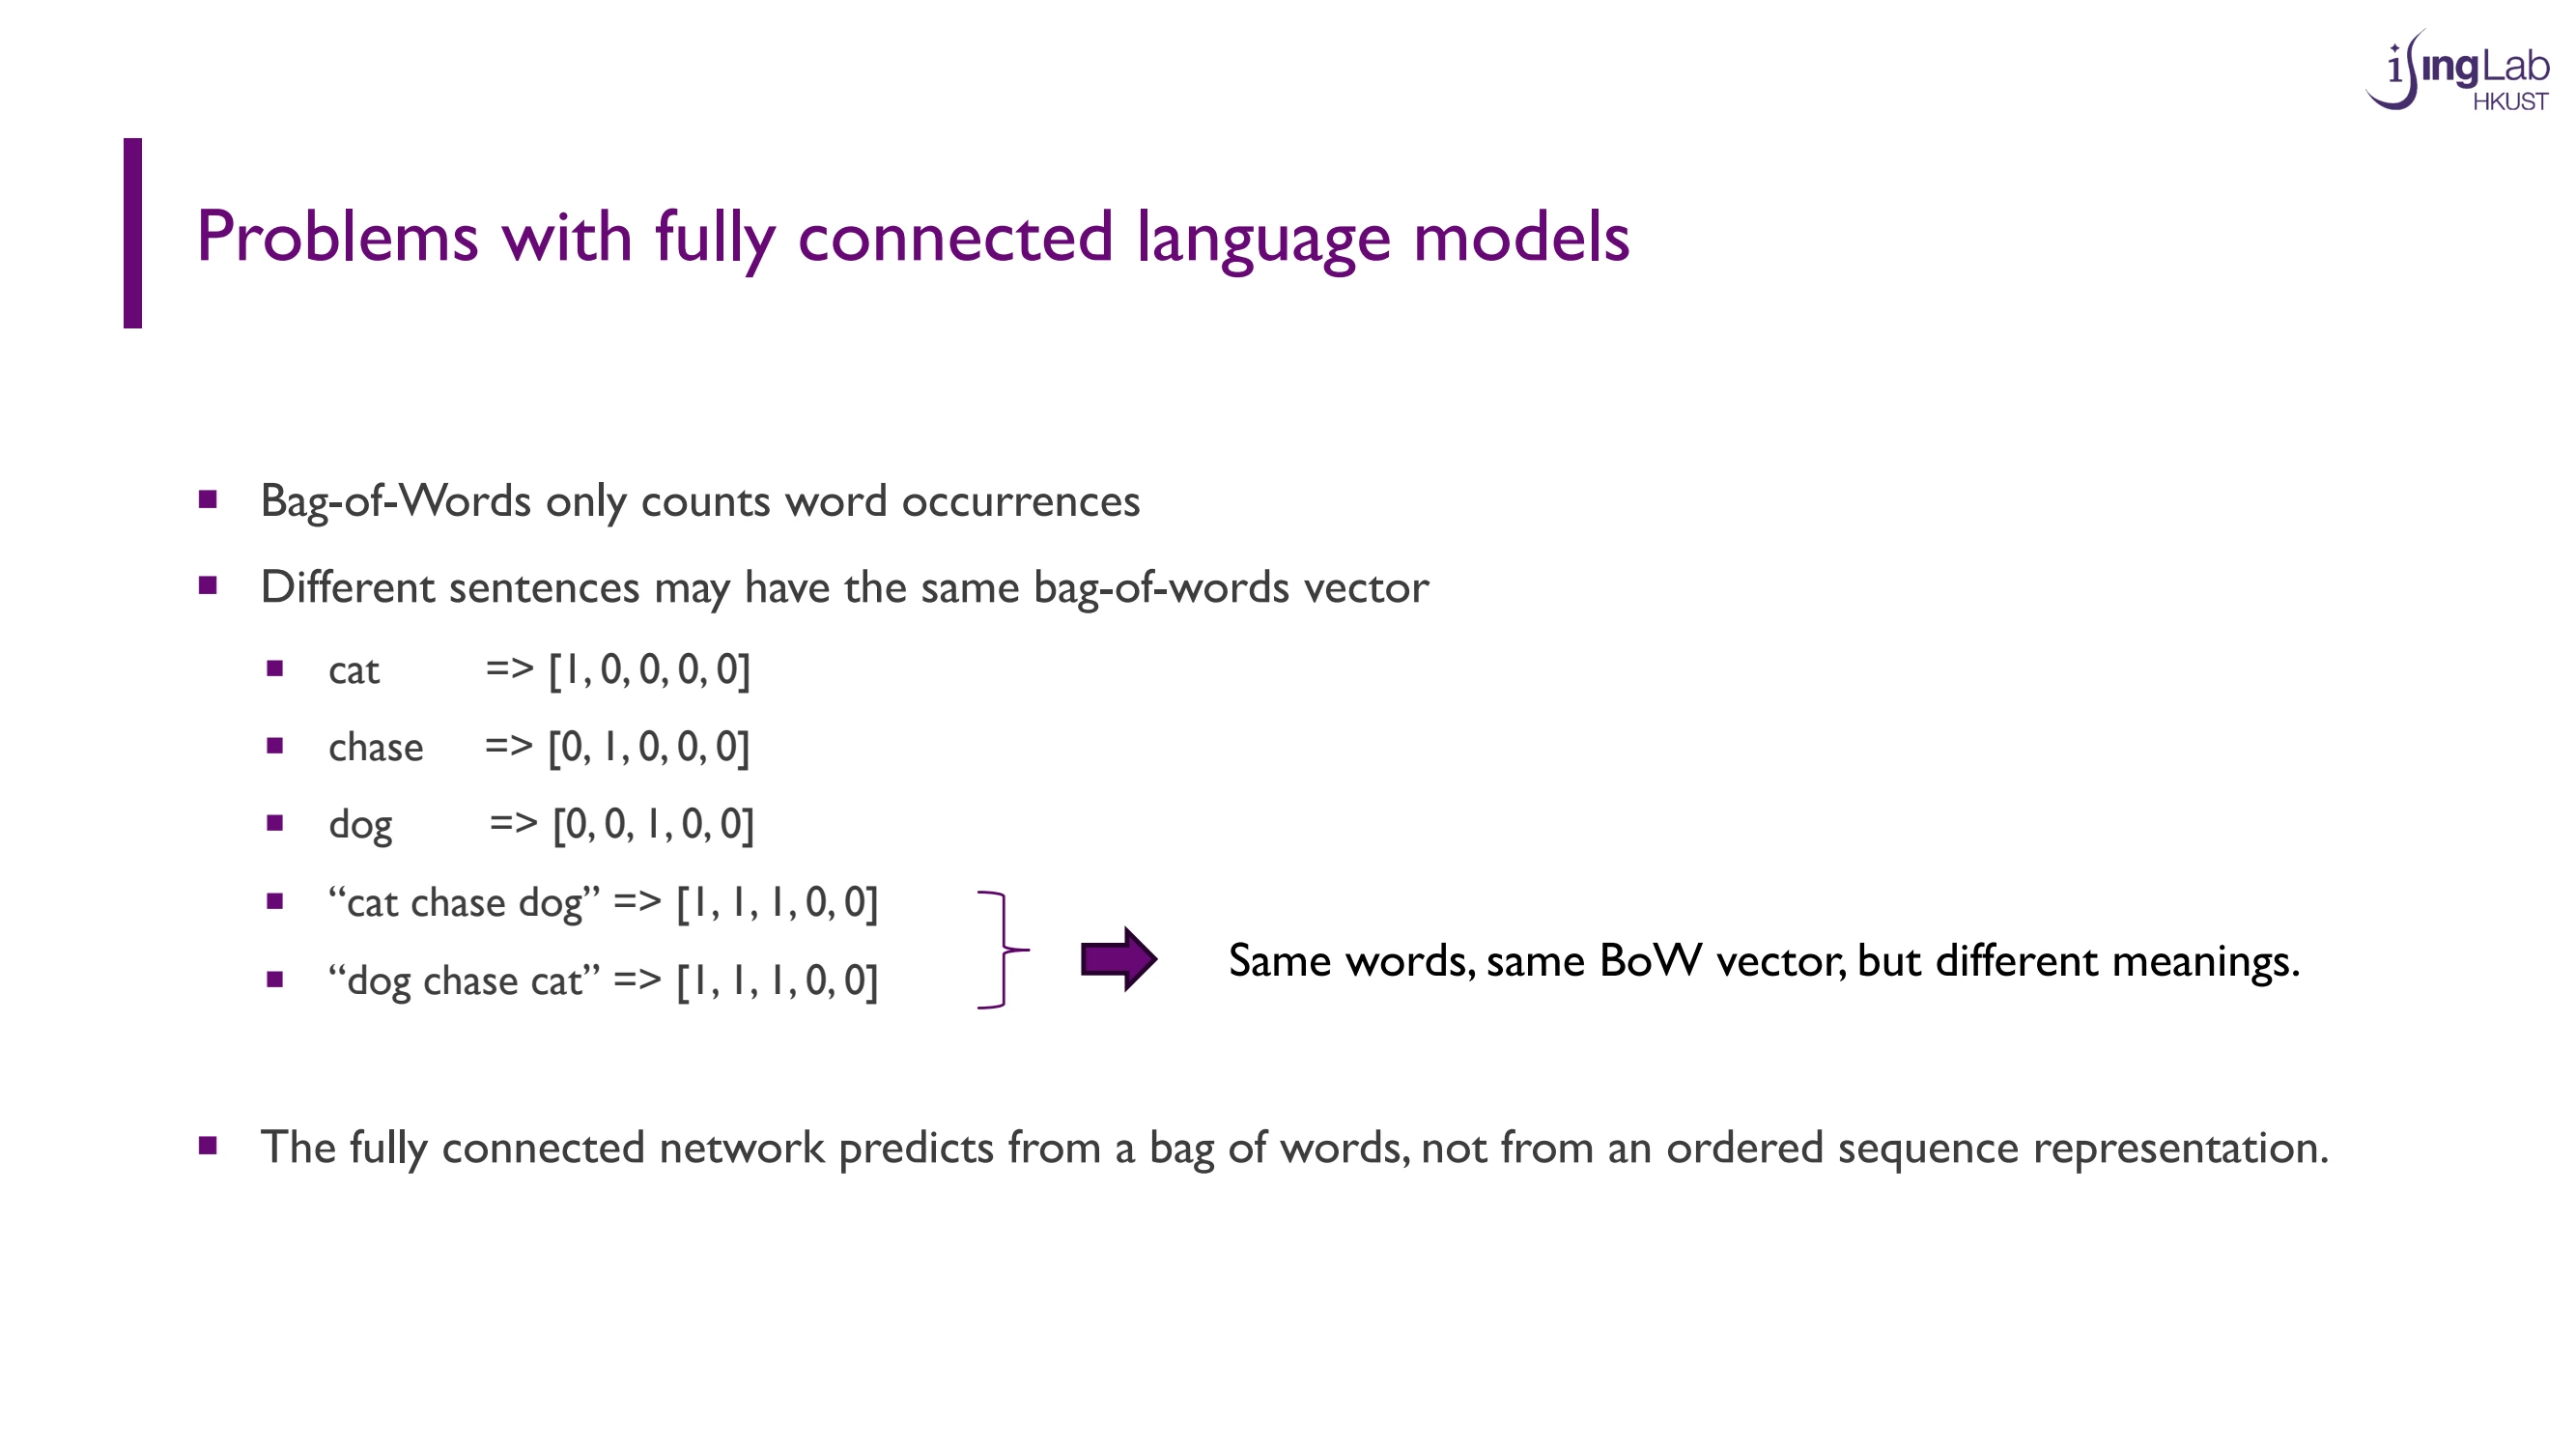 iSingLab
HKUST
Problems with fully connected language models
Bag-of-Words only counts word occurrences
Different sentences may have the same bag-of-words vector
cat => [1, 0, 0, 0, 0]
chase => [0, 1, 0, 0, 0]
dog => [0, 0, 1, 0, 0]
“cat chase dog” => [1, 1, 1, 0, 0]
“dog chase cat” => [1, 1, 1, 0, 0]
Same words, same BoW vector, but different meanings.
The fully connected network predicts from a bag of words, not from an ordered sequence representation.